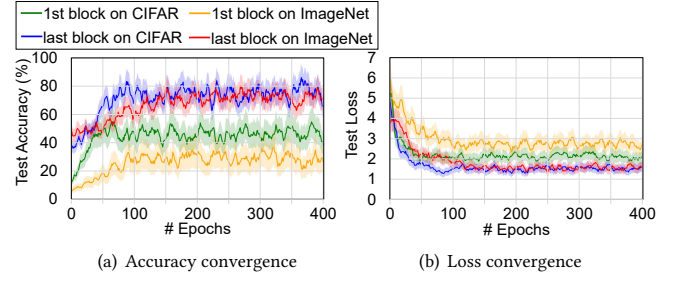 1st block on CIFAR 1st block on ImageNet
last block on CIFAR last block on ImageNet
Test Accuracy (%)
100
80
60
40
20
0
0 100 200 300 400
# Epochs
(a) Accuracy convergence
Test Loss
7
6
5
4
3
2
1
0
0 100 200 300 400
# Epochs
(b) Loss convergence